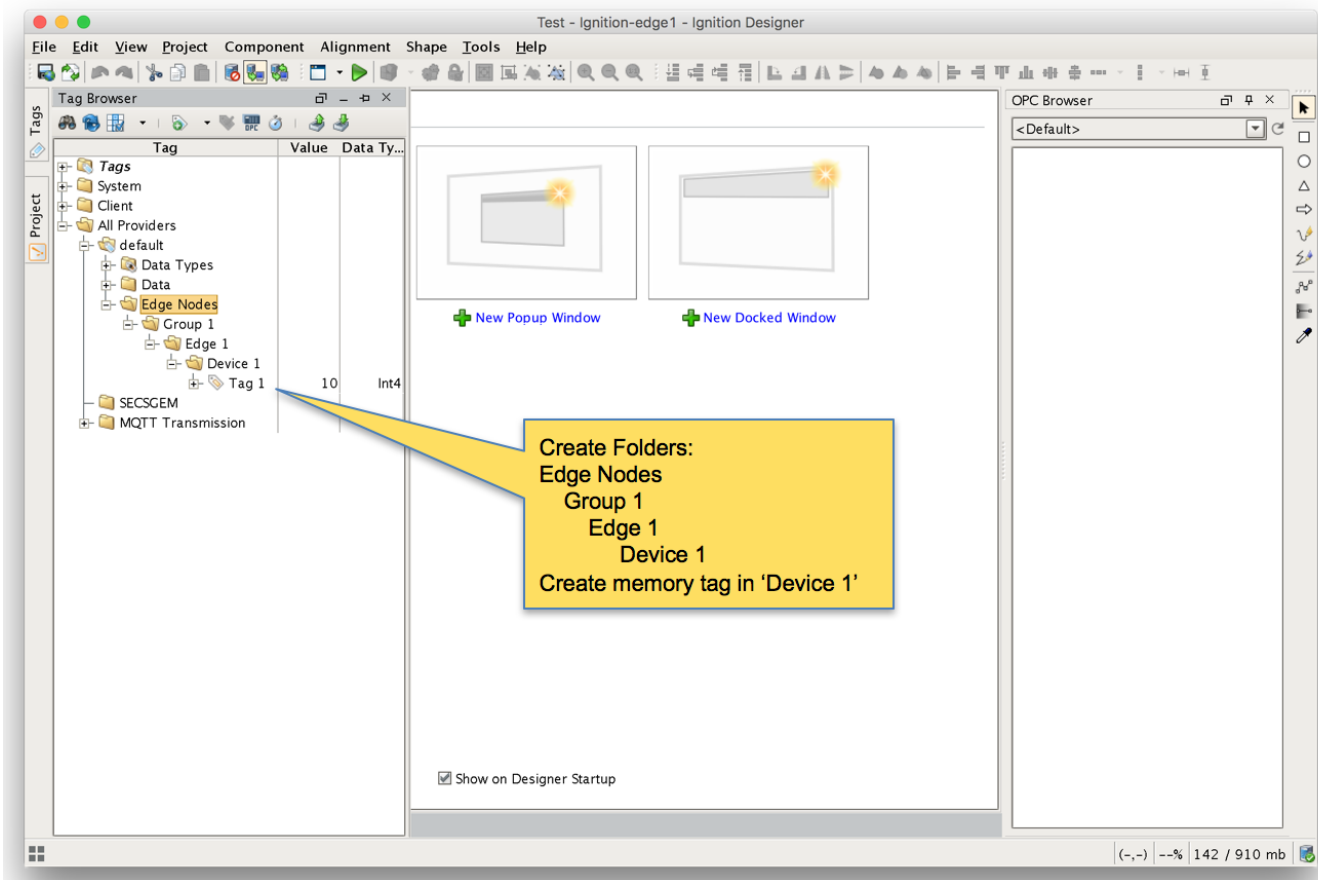 Test - Ignition-edge1 - Ignition Designer
File Edit View Project Component Alignment Shape Tools Help
Tags
Project
Tag Browser
Tag Value Data Ty...
Tags
System
Client
All Providers
default
Data Types
Data
Edge Nodes
Group 1
Edge 1
Device 1
Tag 1 10 Int4
SECSGEM
MQTT Transmission
New Popup Window
New Docked Window
Create Folders:
Edge Nodes
Group 1
Edge 1
Device 1
Create memory tag in ‘Device 1’
Show on Designer Startup
OPC Browser
<Default>
(-,-) --% 142 / 910 mb